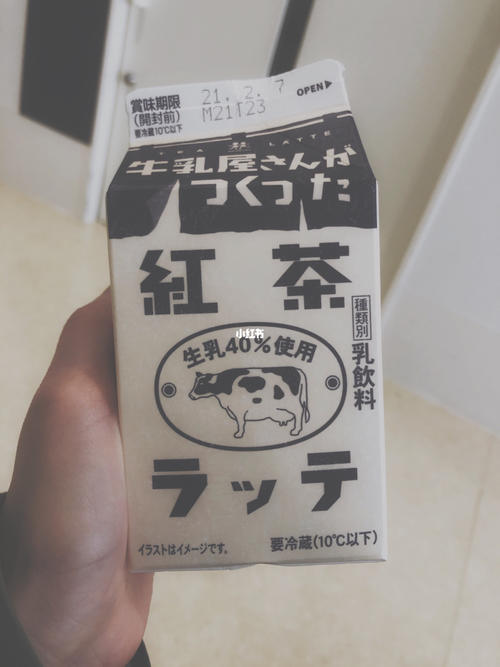 賞味期限
(開封前)
要冷蔵10℃以下
21. 2. 7
M21T23
OPEN▶
TEA LATTE
牛乳屋さんが
つくった
紅茶
種類別
乳飲料
小红书
生乳40%使用
ラッテ
イラストはイメージです。
要冷蔵(10℃以下)